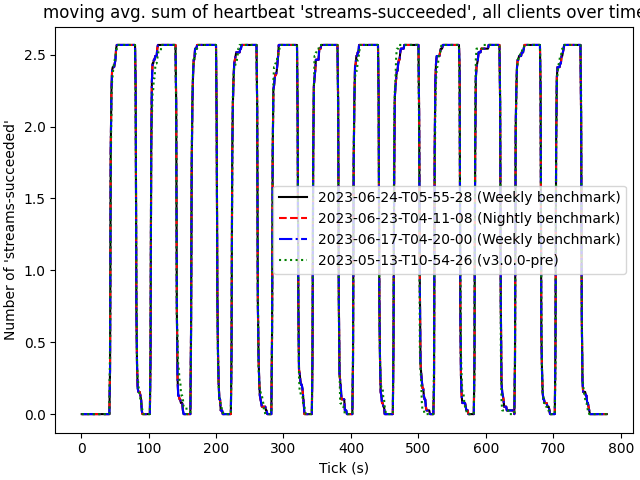 moving avg. sum of heartbeat 'streams-succeeded', all clients over time
Number of 'streams-succeeded'
2.5
2.0
1.5
1.0
0.5
0.0
2023-06-24-T05-55-28 (Weekly benchmark)
2023-06-23-T04-11-08 (Nightly benchmark)
2023-06-17-T04-20-00 (Weekly benchmark)
2023-05-13-T10-54-26 (v3.0.0-pre)
0 100 200 300 400 500 600 700 800
Tick (s)